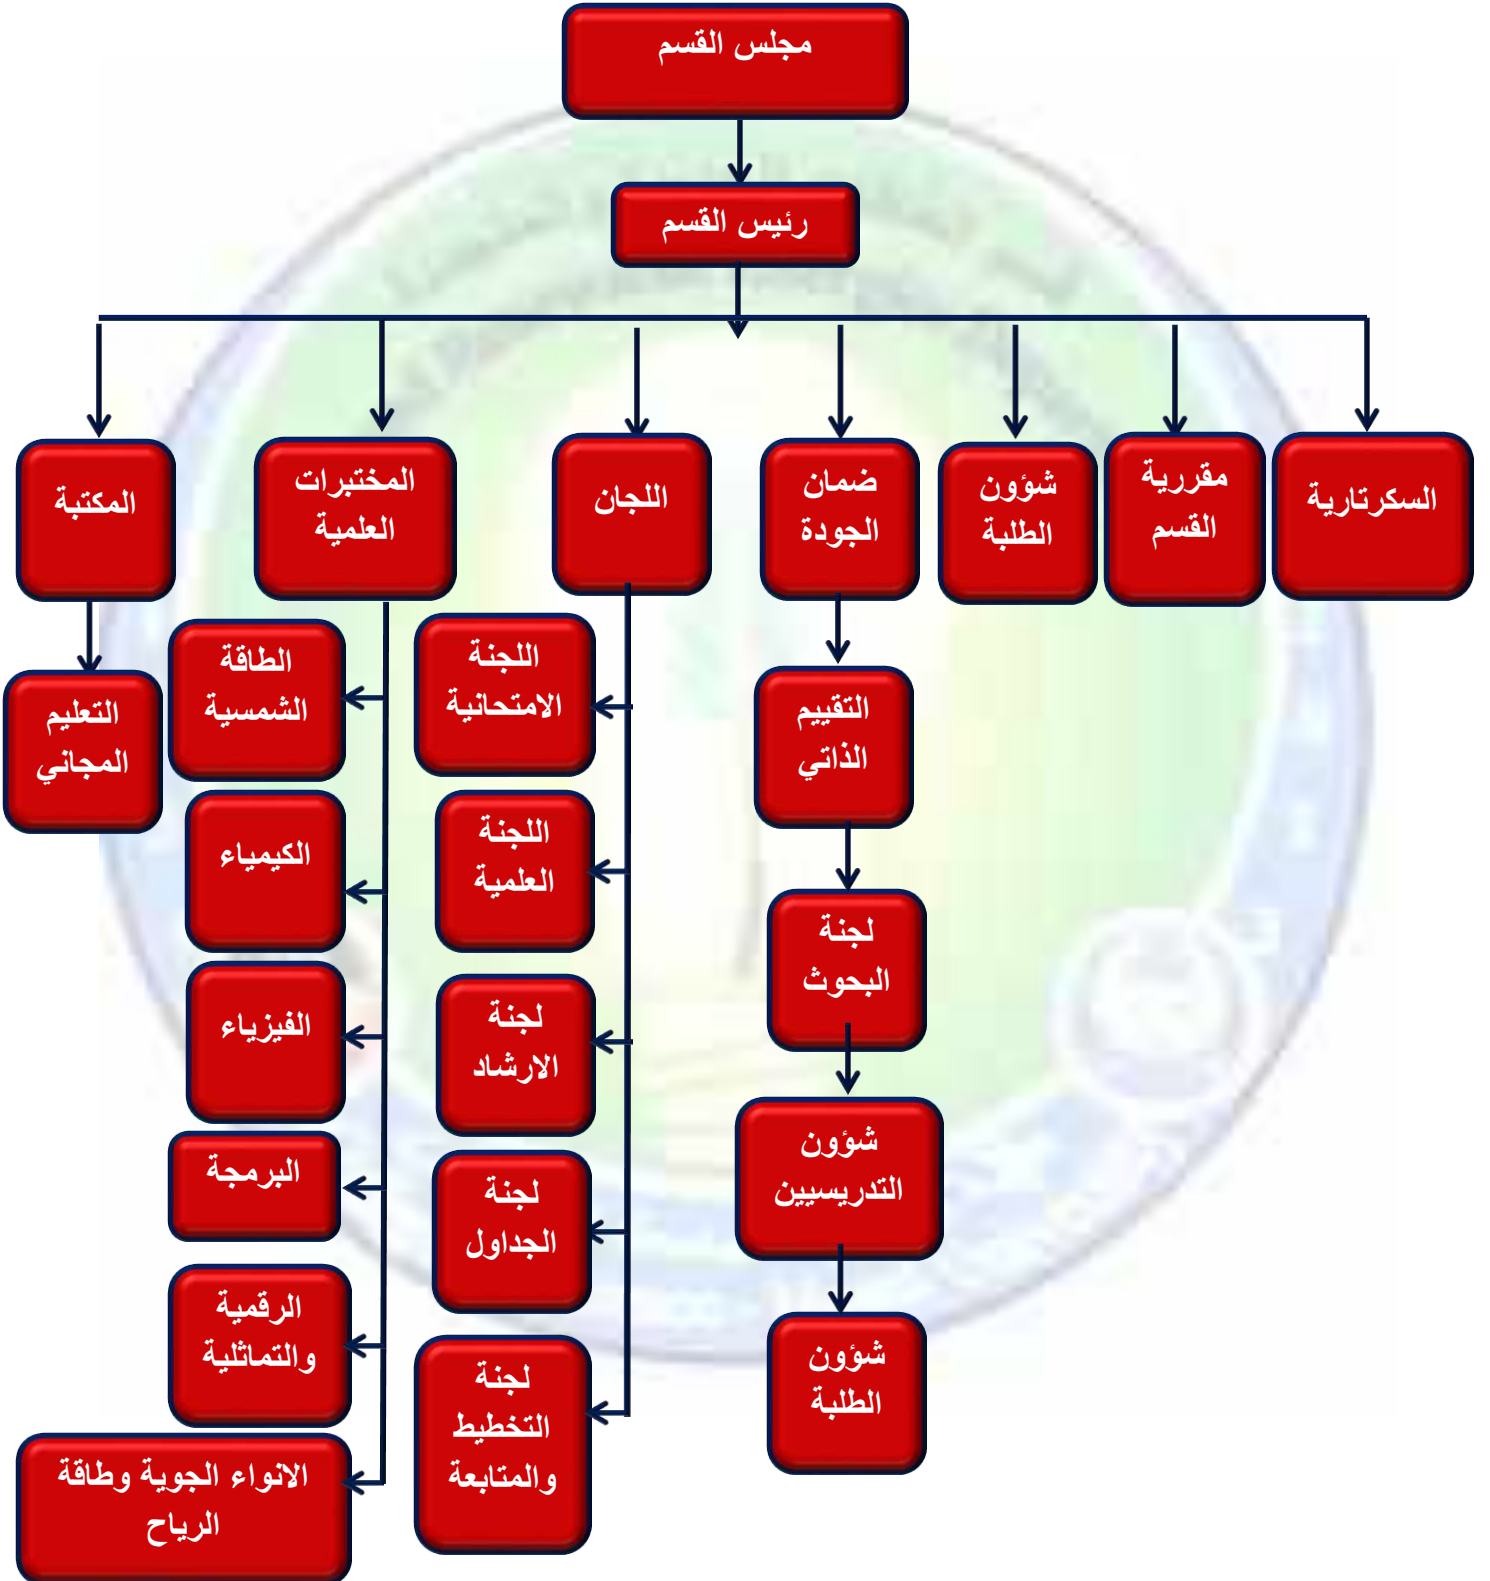 مجلس القسم
رئيس القسم
السكرتارية
مقررية
القسم
شؤون
الطلبة
ضمان
الجودة
اللجان
المختبرات
العلمية
المكتبة
التقييم
الذاتي
لجنة
البحوث
شؤون
التدريسيين
شؤون
الطلبة
اللجنة
الامتحانية
اللجنة
العلمية
لجنة
الارشاد
لجنة
الجداول
لجنة
التخطيط
والمتابعة
الطاقة
الشمسية
الكيمياء
الفيزياء
البرمجة
الرقمية
والتماثلية
الانواء الجوية وطاقة
الرياح
التعليم
المجاني